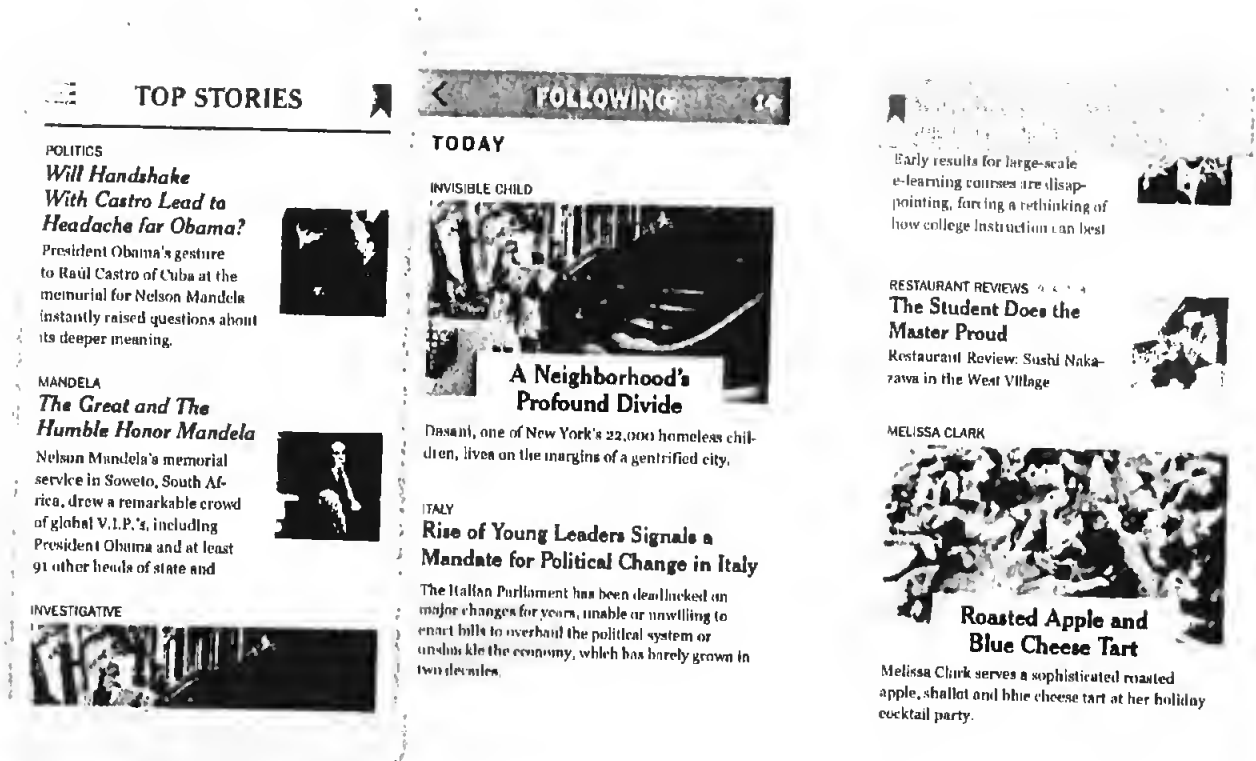 TOP STORIES
POLITICS
Will Handshake
With Castro Lead to
Headache for Obama?
President Obama's gesture
to Raúl Castro of Cuba at the
memorial for Nelson Mandela
instantly raised questions about
its deeper meaning.
MANDELA
The Great and The
Humble Honor Mandela
Nelson Mandela's memorial
service in Soweto, South Af-
rica, drew a remarkable crowd
of global V.I.P.'s, including
President Obama and at least
91 other heads of state and
INVESTIGATIVE
FOLLOWING
TODAY
INVISIBLE CHILD
A Neighborhood's
Profound Divide
Dasani, one of New York's 22,000 homeless chil-
dren, lives on the margins of a gentrified city.
ITALY
Rise of Young Leaders Signals a
Mandate for Political Change in Italy
The Italian Parliament has been deadlocked on
major changes for years, unable or unwilling to
enact bills to overhaul the political system or
unshackle the economy, which has barely grown in
two decades.
Early results for large-scale
e-learning courses are disap-
pointing, forcing a rethinking of
how college instruction can best
RESTAURANT REVIEWS
The Student Does the
Master Proud
Restaurant Review: Sushi Naka-
zawa in the West Village
MELISSA CLARK
Roasted Apple and
Blue Cheese Tart
Melissa Clark serves a sophisticated roasted
apple, shallot and blue cheese tart at her holiday
cocktail party.